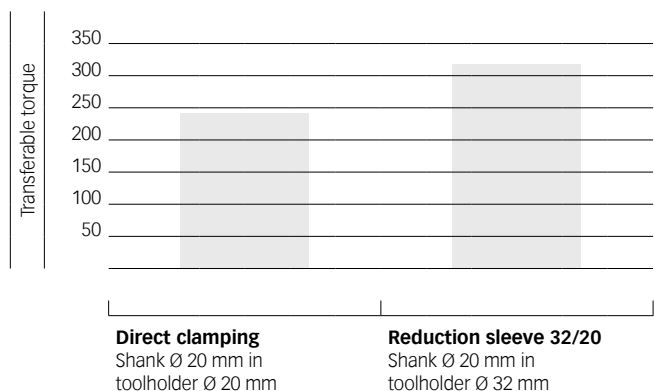 Transferable torque
350
300
250
200
150
100
50
Direct clamping
Shank Ø 20 mm in
toolholder Ø 20 mm
Reduction sleeve 32/20
Shank Ø 20 mm in
toolholder Ø 32 mm